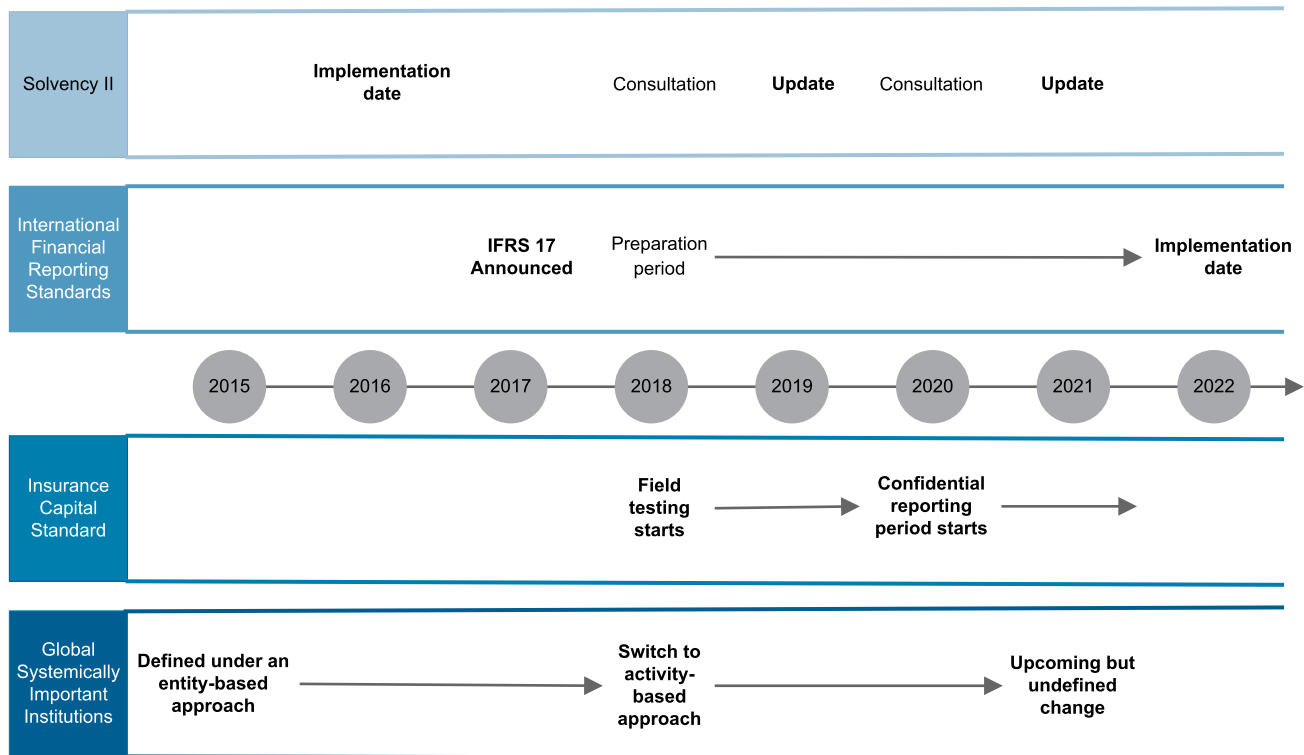 Solvency II
Implementation
date
Consultation
Update
Consultation
Update
International
Financial
Reporting
Standards
IFRS 17
Announced
Preparation
period
Implementation
date
2015
2016
2017
2018
2019
2020
2021
2022
Insurance
Capital
Standard
Field
testing
starts
Confidential
reporting
period starts
Global
Systemically
Important
Institutions
Defined under an
entity-based
approach
Switch to
activity-
based
approach
Upcoming but
undefined
change